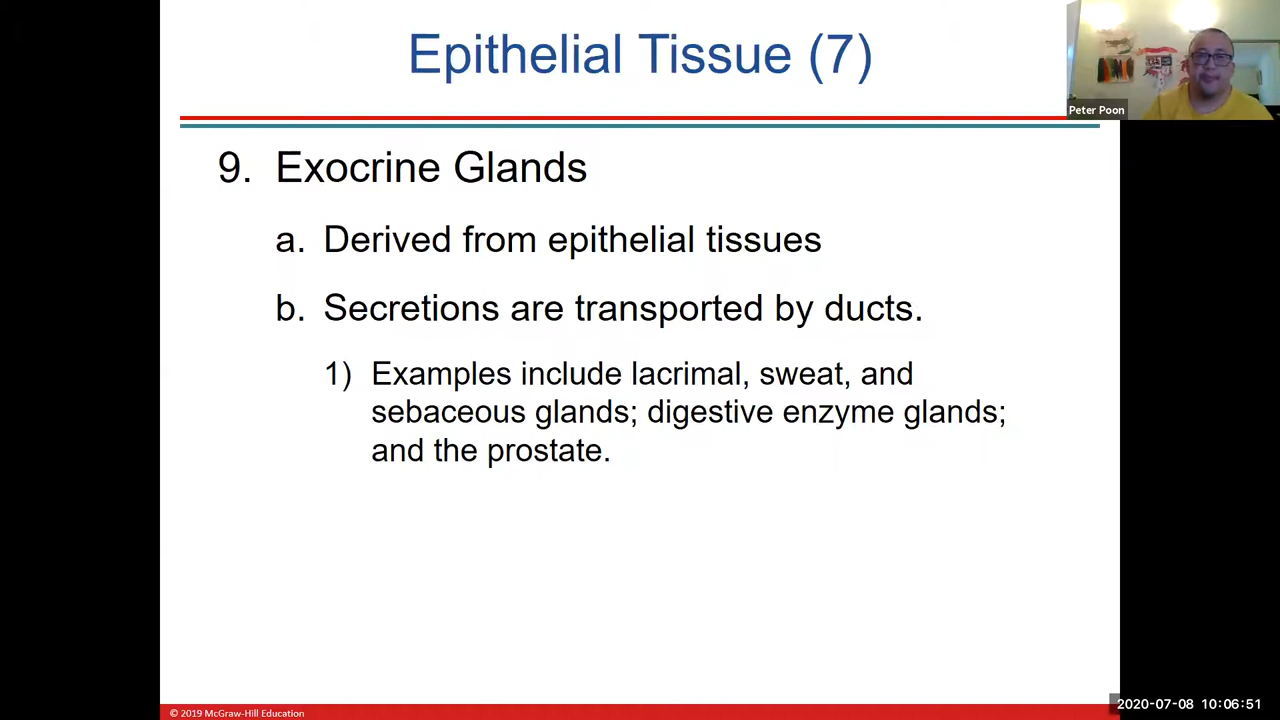 Epithelial Tissue (7)
Peter Poon
9. Exocrine Glands
a. Derived from epithelial tissues
b. Secretions are transported by ducts.
1) Examples include lacrimal, sweat, and
sebaceous glands; digestive enzyme glands;
and the prostate.
© 2019 McGraw-Hill Education
2020-07-08 10:06:51